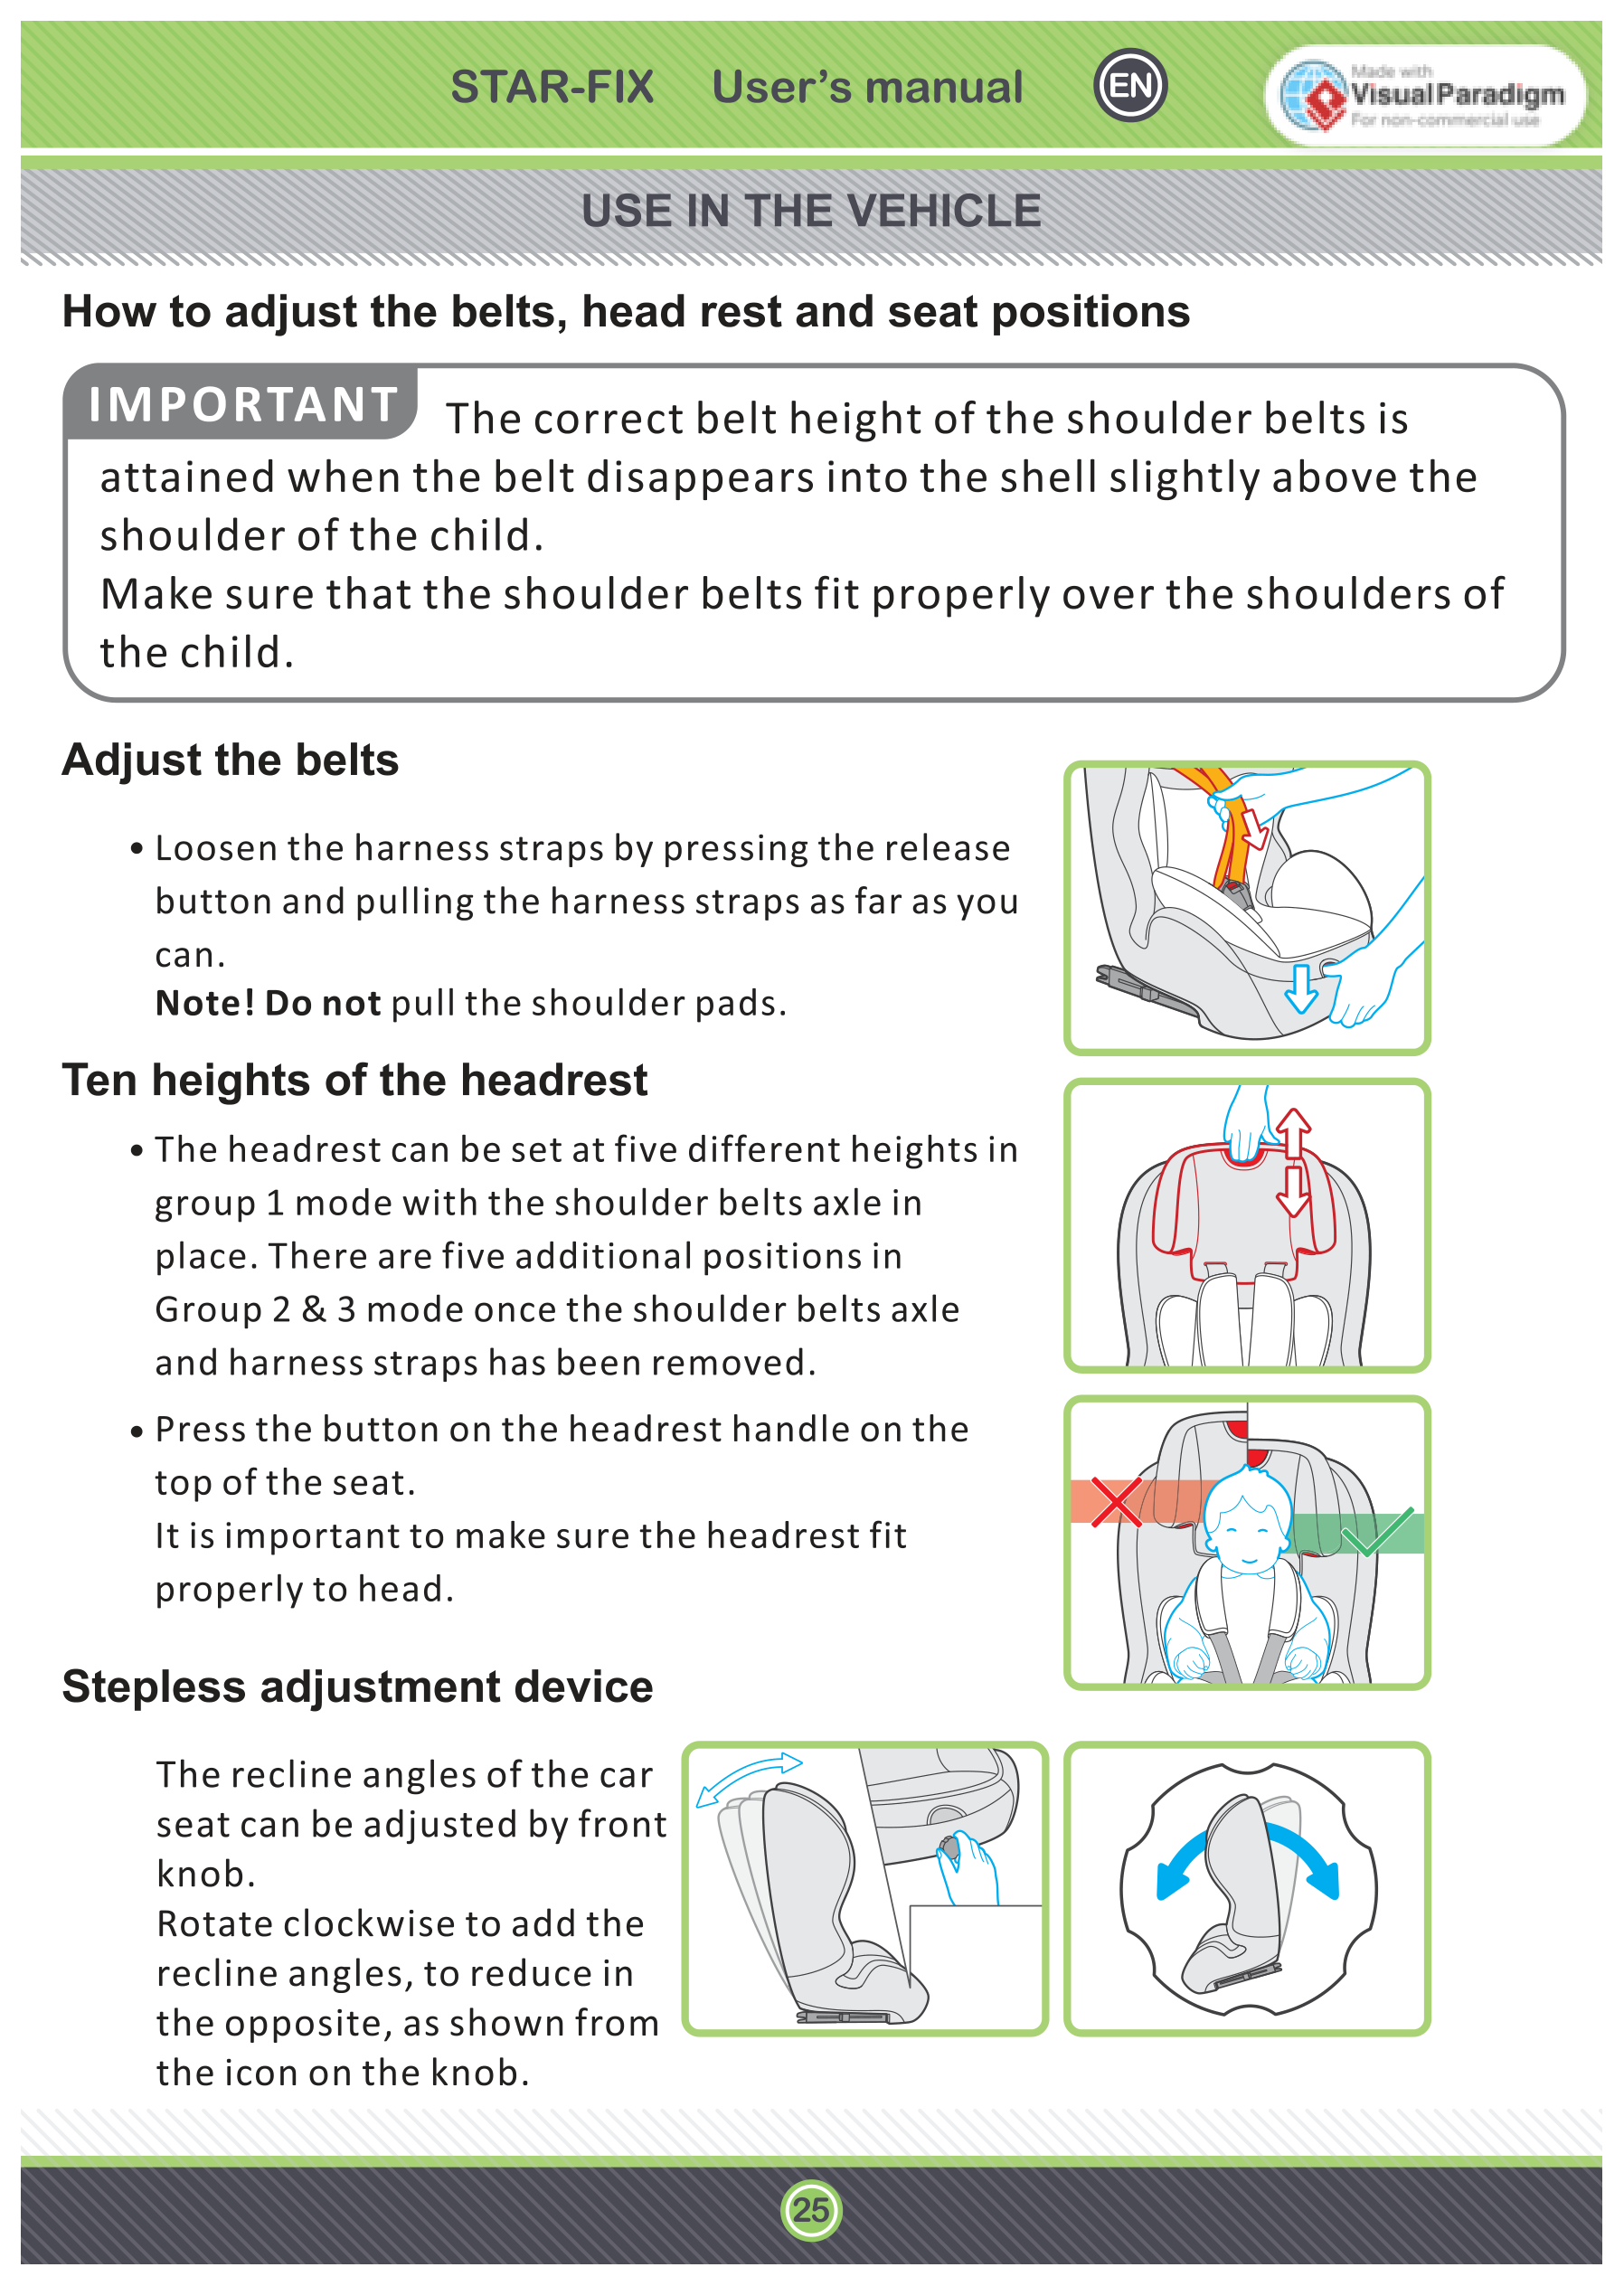 STAR-FIX User's manual EN
Made with
Visual Paradigm
For non-commercial use
USE IN THE VEHICLE
How to adjust the belts, head rest and seat positions
IMPORTANT The correct belt height of the shoulder belts is
attained when the belt disappears into the shell slightly above the
shoulder of the child.
Make sure that the shoulder belts fit properly over the shoulders of
the child.
Adjust the belts
• Loosen the harness straps by pressing the release
button and pulling the harness straps as far as you
can.
Note! Do not pull the shoulder pads.
Ten heights of the headrest
• The headrest can be set at five different heights in
group 1 mode with the shoulder belts axle in
place. There are five additional positions in
Group 2 & 3 mode once the shoulder belts axle
and harness straps has been removed.
• Press the button on the headrest handle on the
top of the seat.
It is important to make sure the headrest fit
properly to head.
Stepless adjustment device
The recline angles of the car
seat can be adjusted by front
knob.
Rotate clockwise to add the
recline angles, to reduce in
the opposite, as shown from
the icon on the knob.
25